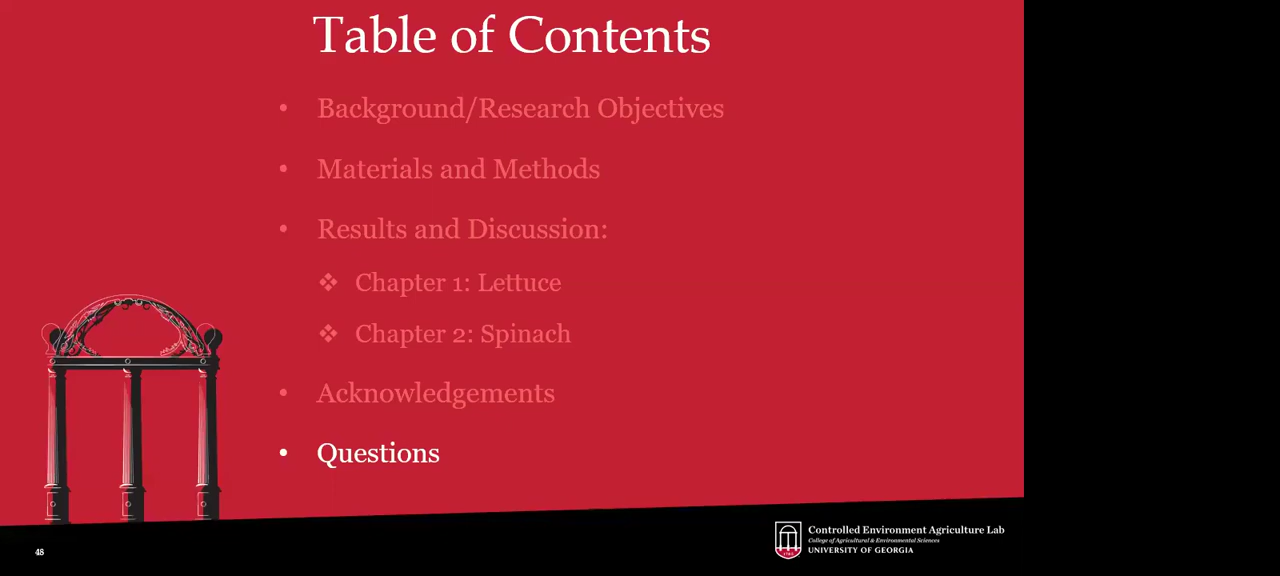 Table of Contents
• Background/Research Objectives
• Materials and Methods
• Results and Discussion:
❖ Chapter 1: Lettuce
❖ Chapter 2: Spinach
• Acknowledgements
• Questions
48
Controlled Environment Agriculture Lab
College of Agricultural & Environmental Sciences
UNIVERSITY OF GEORGIA